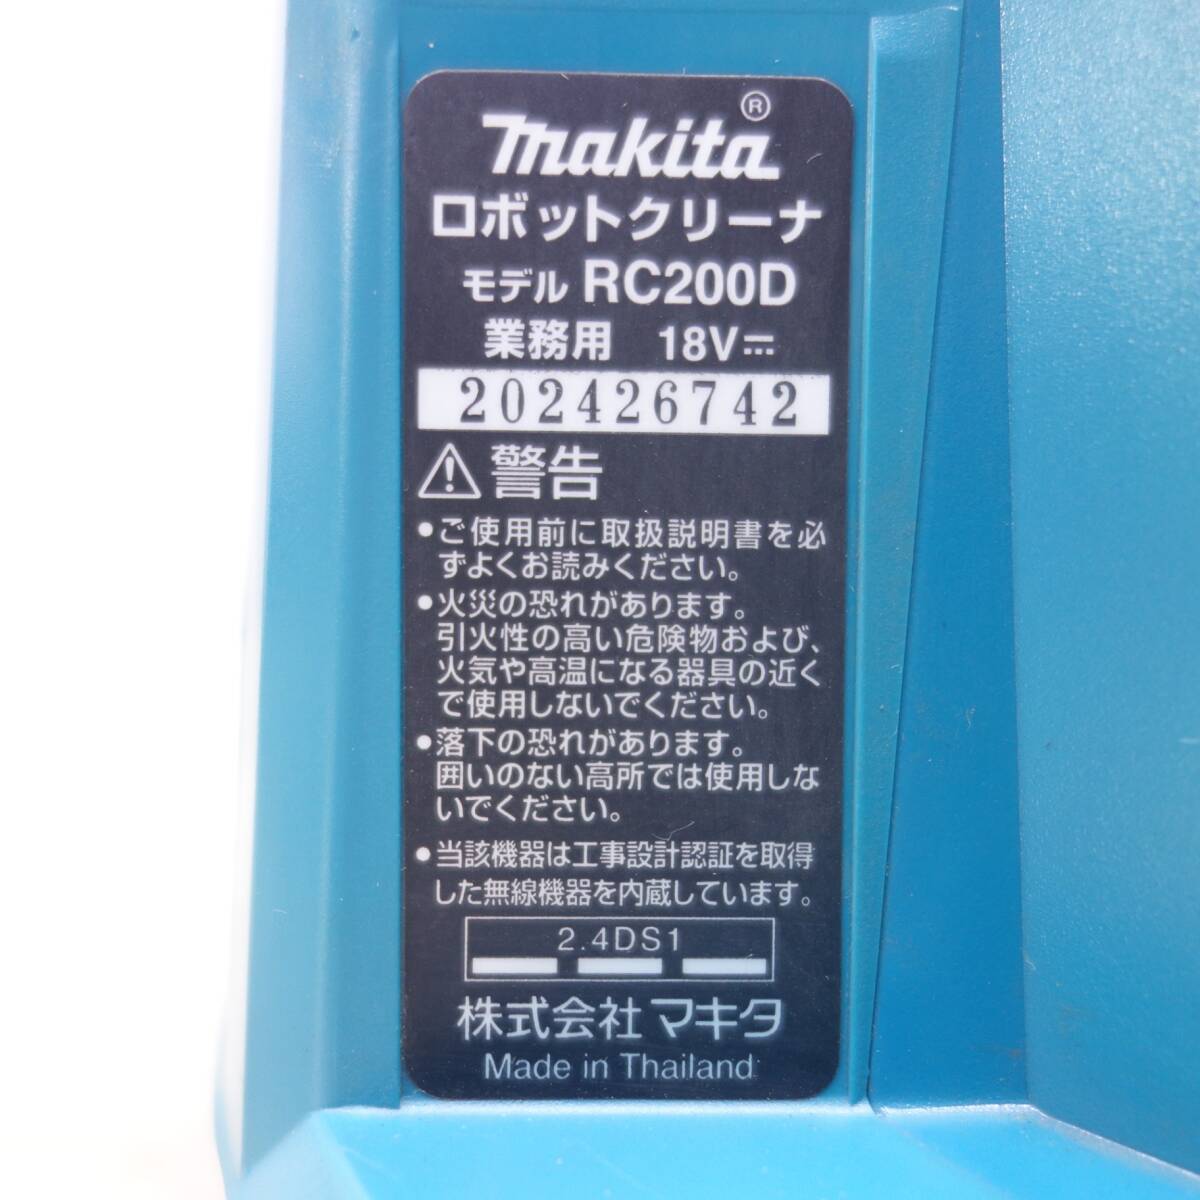 makita®
ロボットクリーナ
モデル RC200D
業務用 18V
202426742
警告
●ご使用前に取扱説明書を必
ずよくお読みください。
●火災の恐れがあります。
引火性の高い危険物および、
火気や高温になる器具の近く
で使用しないでください。
●落下の恐れがあります。
囲いのない高所では使用しな
いでください。
●当該機器は工事設計認証を取得
した無線機器を内蔵しています。
2.4DS1
株式会社マキタ
Made in Thailand